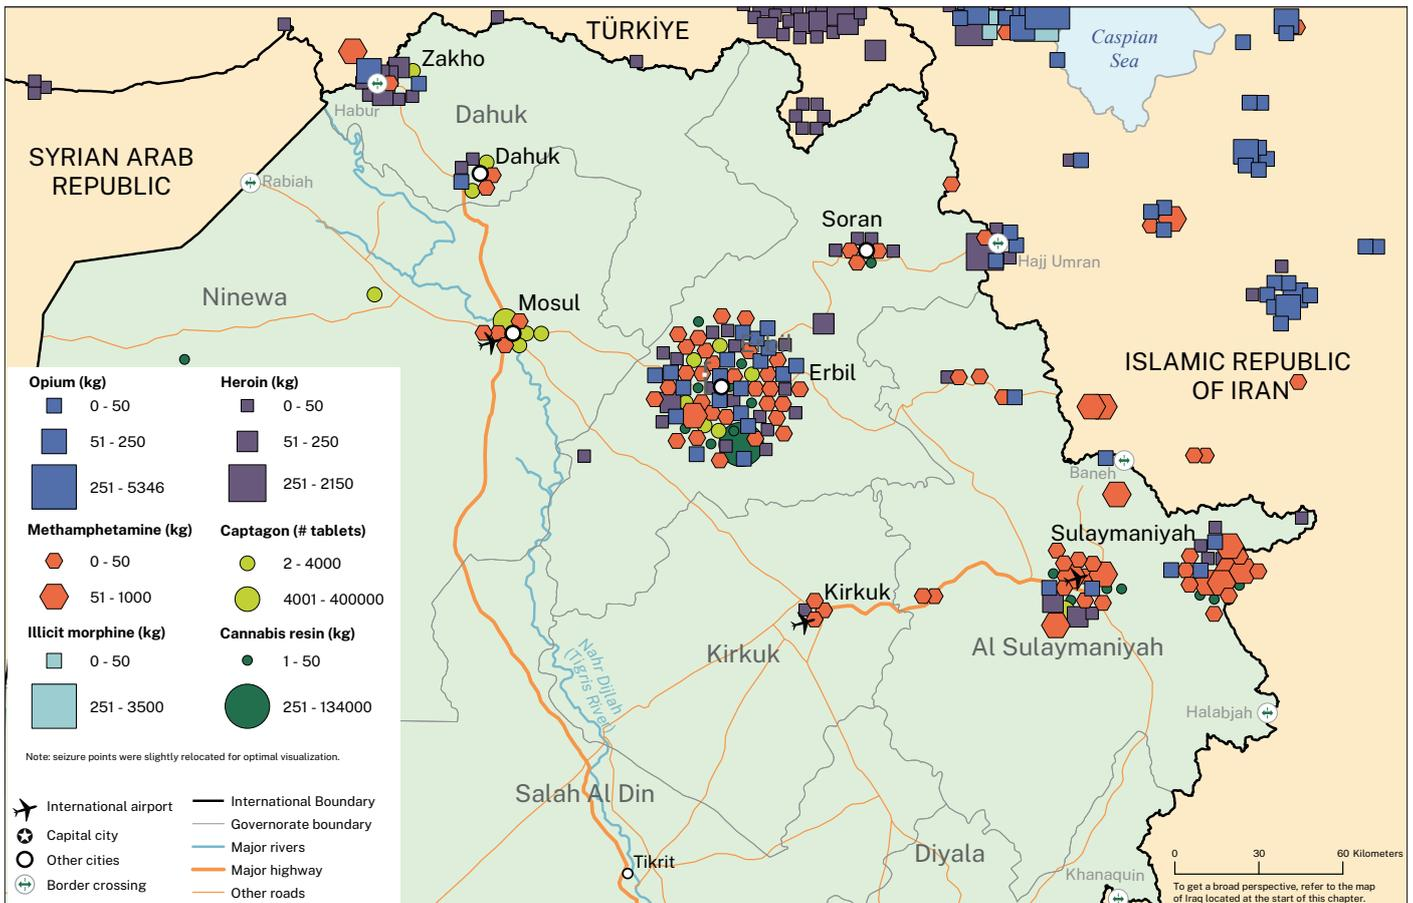 TÜRKİYE
Caspian
Sea
Zakho
Habur
Dahuk
SYRIAN ARAB
REPUBLIC
Dahuk
Rabiah
Soran
Hajj Umran
Ninewa
Mosul
Erbil
ISLAMIC REPUBLIC
OF IRAN
Baneh
Sulaymaniyah
Kirkuk
Kirkuk
Al Sulaymaniyah
Nahr Dijlah
(Tigris River)
Halabjah
Salah Al Din
Tikrit
Diyala
Khanaquin
Opium (kg)
0 - 50
51 - 250
251 - 5346
Heroin (kg)
0 - 50
51 - 250
251 - 2150
Methamphetamine (kg)
0 - 50
51 - 1000
Captagon (# tablets)
2 - 4000
4001 - 400000
Illicit morphine (kg)
0 - 50
251 - 3500
Cannabis resin (kg)
1 - 50
251 - 134000
Note: seizure points were slightly relocated for optimal visualization.
International airport
Capital city
Other cities
Border crossing
International Boundary
Governorate boundary
Major rivers
Major highway
Other roads
0 30 60 Kilometers
To get a broad perspective, refer to the map
of Iraq located at the start of this chapter.